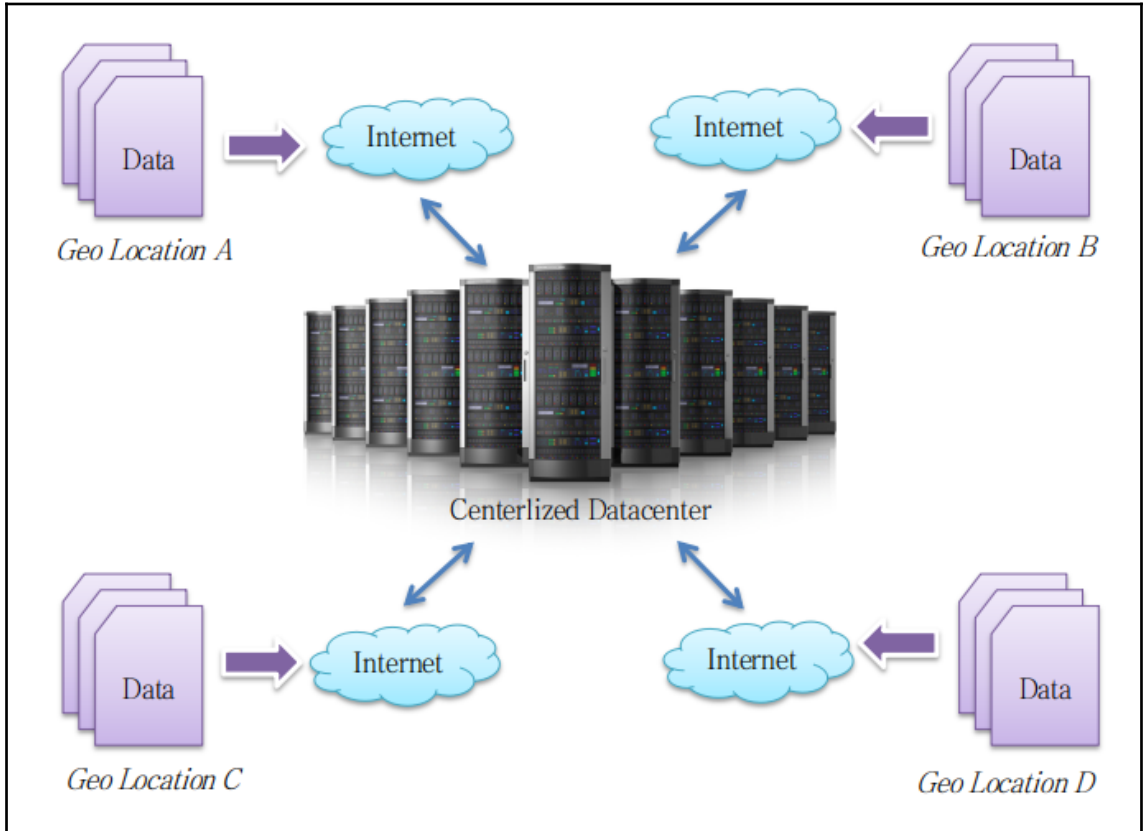 Internet
Internet
Data
Data
Geo Location A
Geo Location B
Centerlized Datacenter
Internet
Internet
Data
Data
Geo Location C
Geo Location D